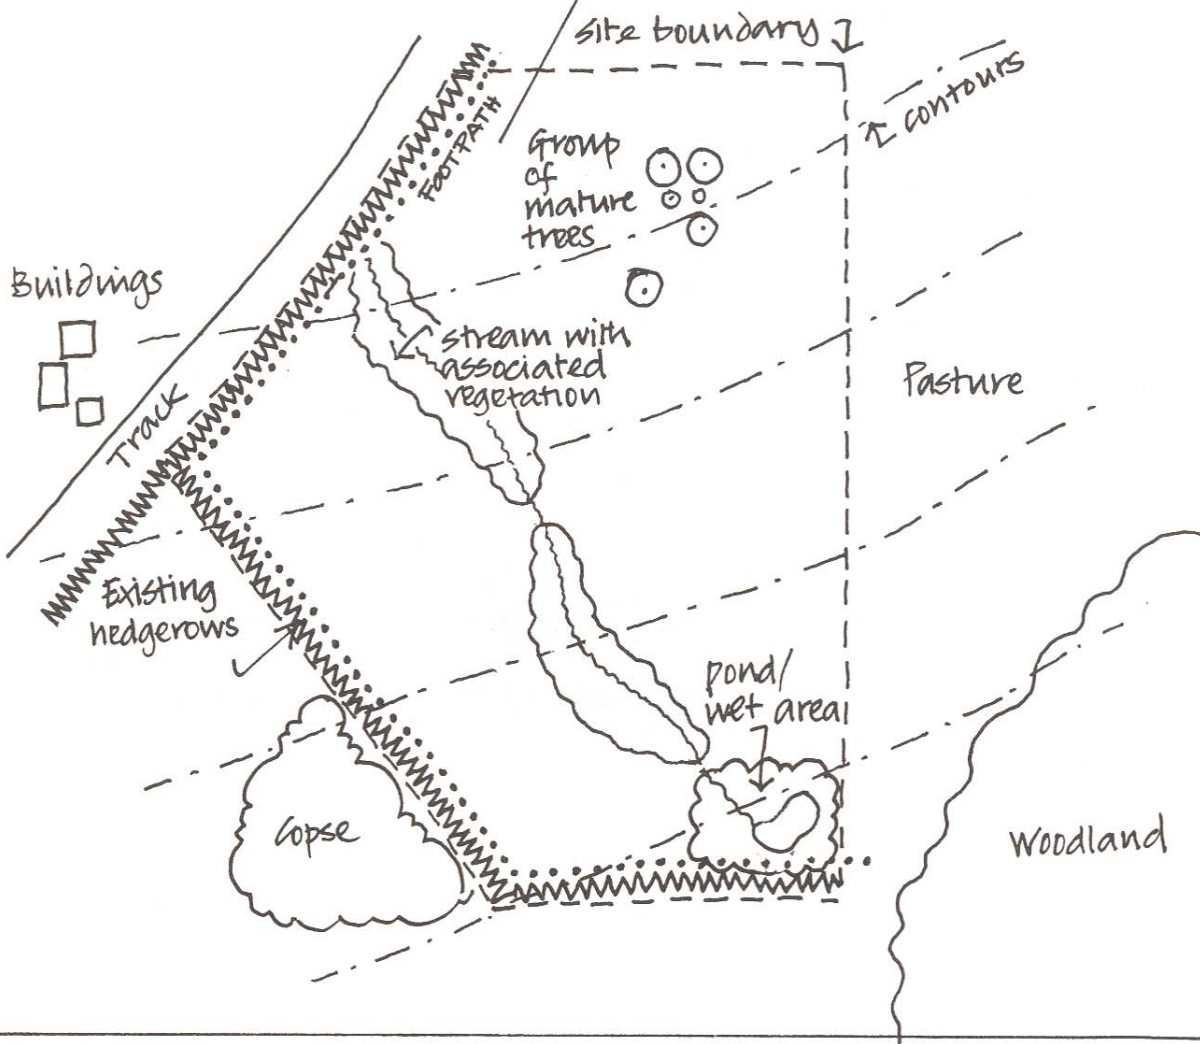 site boundary
contours
FOOTPATH
Group
of
mature
trees
Buildings
stream with
associated
vegetation
Pasture
Track
Existing
hedgerows
pond/
wet area
Copse
Woodland